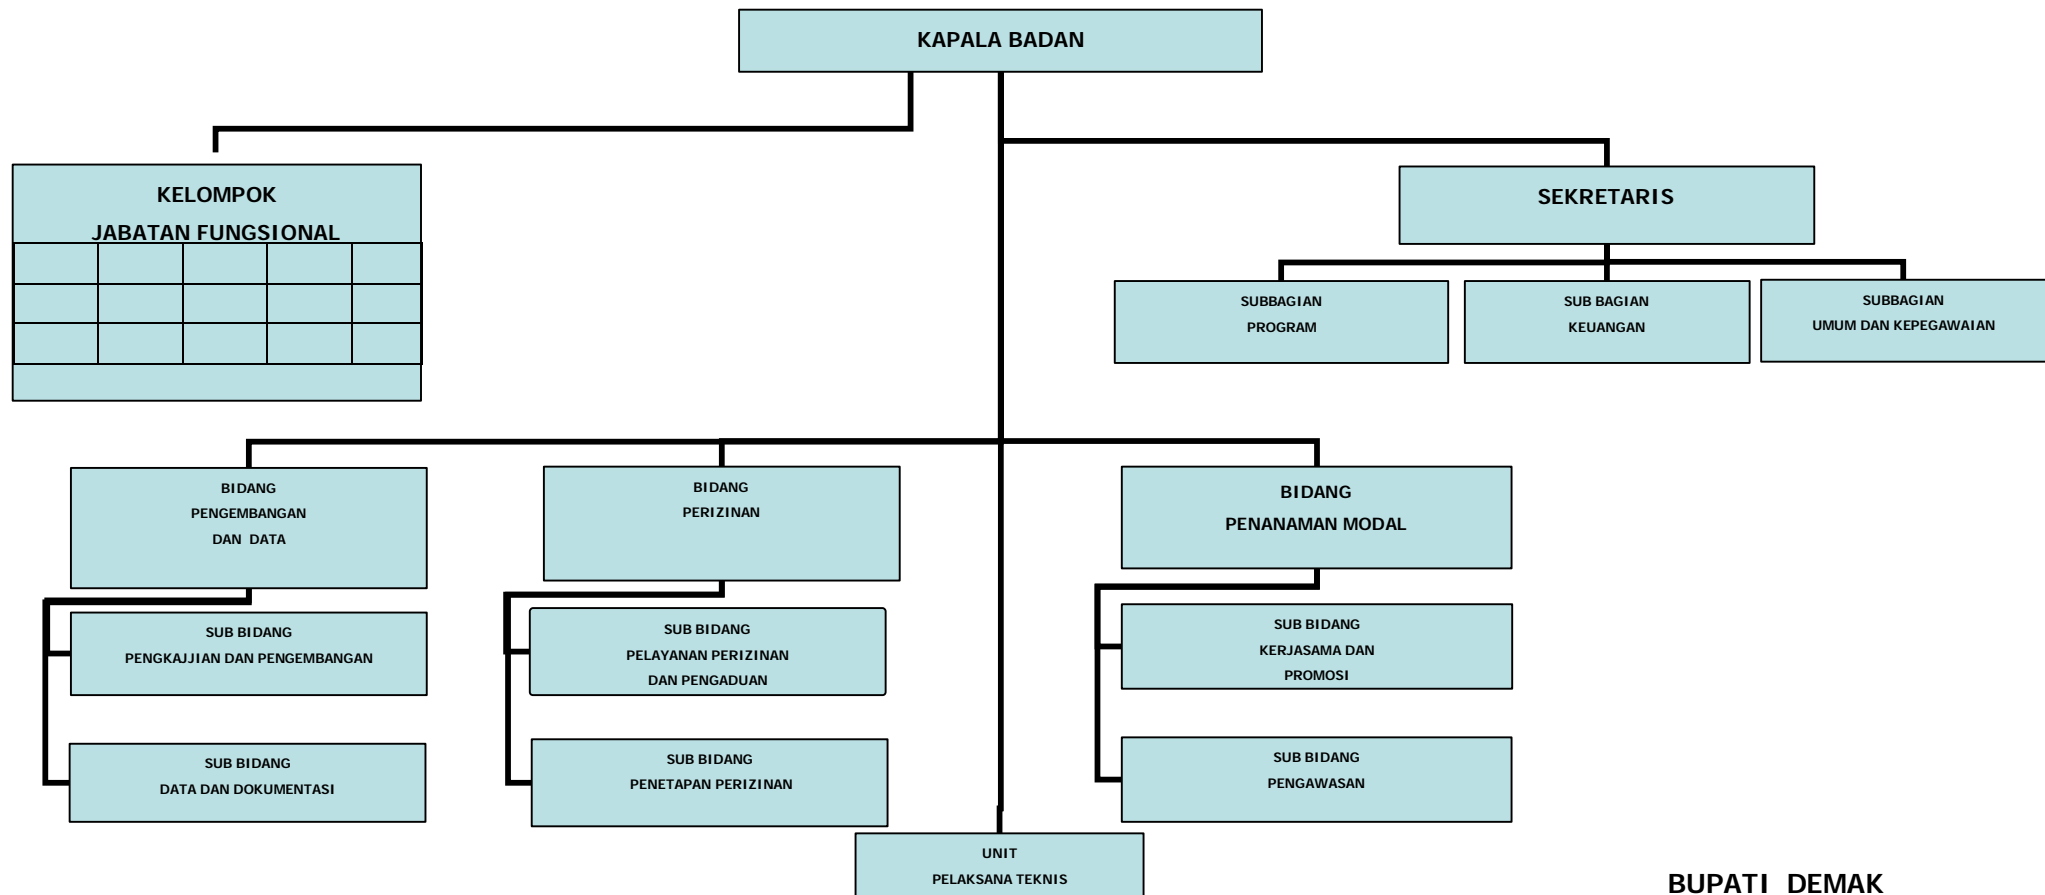 KAPALA BADAN
KELOMPOK
JABATAN FUNGSIONAL
SEKRETARIS
SUBBAGIAN
PROGRAM
SUB BAGIAN
KEUANGAN
SUBBAGIAN
UMUM DAN KEPEGAWAIAN
BIDANG
PENGEMBANGAN
DAN DATA
BIDANG
PERIZINAN
BIDANG
PENANAMAN MODAL
SUB BIDANG
PENGKAJJIAN DAN PENGEMBANGAN
SUB BIDANG
PELAYANAN PERIZINAN
DAN PENGADUAN
SUB BIDANG
KERJASAMA DAN
PROMOSI
SUB BIDANG
DATA DAN DOKUMENTASI
SUB BIDANG
PENETAPAN PERIZINAN
SUB BIDANG
PENGAWASAN
UNIT
PELAKSANA TEKNIS
BUPATI DEMAK